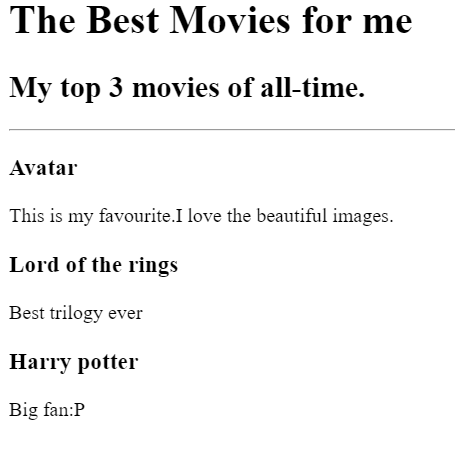 The Best Movies for me
My top 3 movies of all-time.
Avatar
This is my favourite.I love the beautiful images.
Lord of the rings
Best trilogy ever
Harry potter
Big fan:P